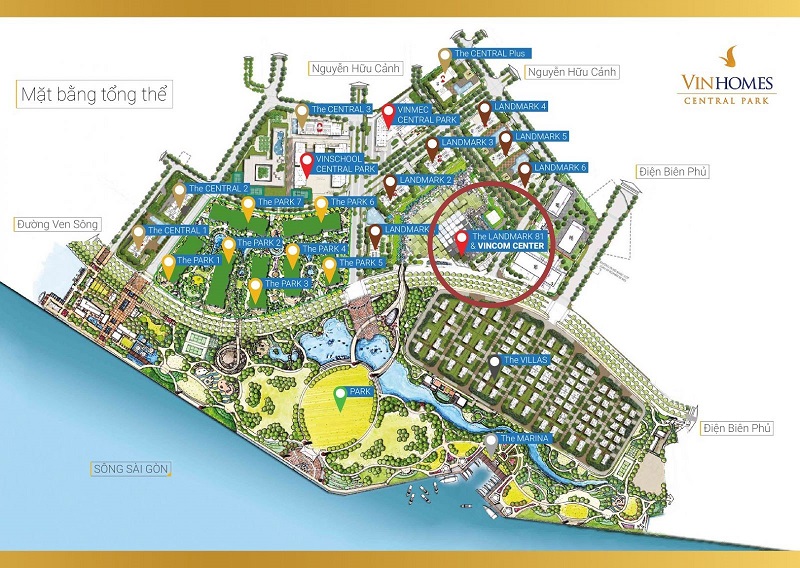 The CENTRAL Plus
VINHOMES
CENTRAL PARK
Nguyễn Hữu Cảnh
Nguyễn Hữu Cảnh
Mặt bằng tổng thể
The CENTRAL 3
VINMEC
CENTRAL PARK
LANDMARK 4
LANDMARK 5
LANDMARK 3
VINSCHOOL
CENTRAL PARK
LANDMARK 6
Điện Biên Phủ
LANDMARK 2
The CENTRAL 2
The PARK 7
The PARK 6
Đường Ven Sông
The CENTRAL 1
LANDMARK
The LANDMARK 81
& VINCOM CENTER
The PARK 2
The PARK 4
The PARK 1
The PARK 5
The PARK 3
The VILLAS
PARK
Điện Biên Phủ
The MARINA
SÔNG SÀI GÒN